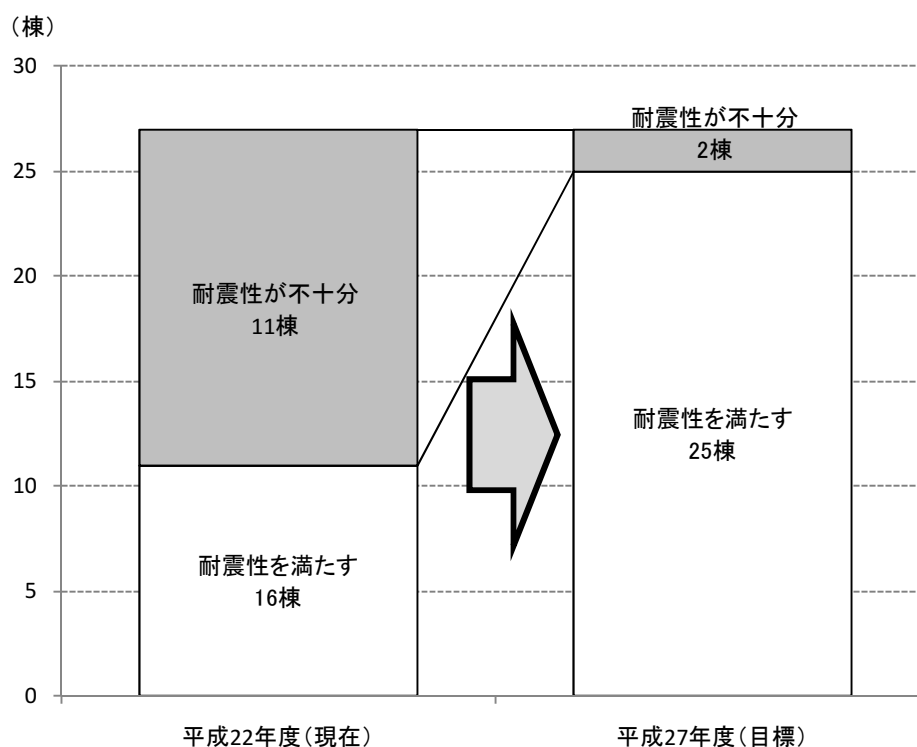 (棟)
30
25
20
15
10
5
0
耐震性が不十分
11棟
耐震性を満たす
16棟
耐震性が不十分
2棟
耐震性を満たす
25棟
平成22年度(現在)
平成27年度(目標)